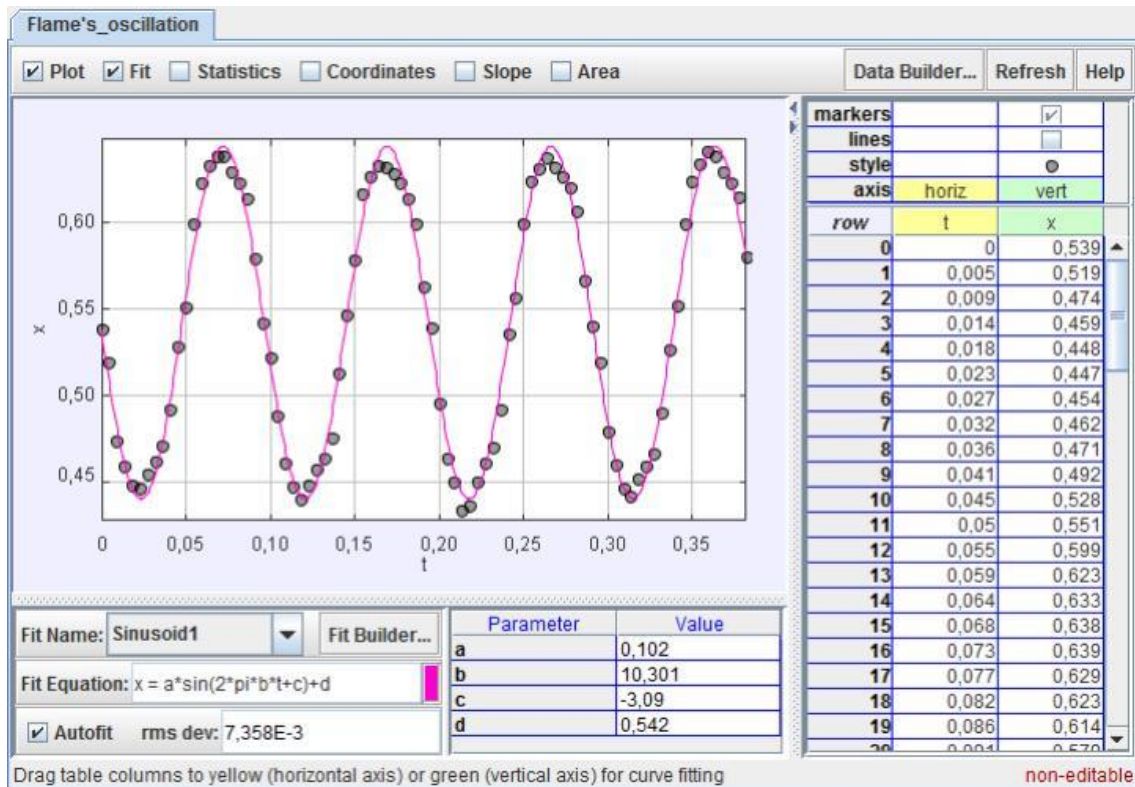 Flame's_oscillation
Plot Fit Statistics Coordinates Slope Area Data Builder... Refresh Help
x
0,60
0,55
0,50
0,45
0 0,05 0,10 0,15 0,20 0,25 0,30 0,35
t
markers
lines
style
axis horiz vert
row t x
0 0 0,539
1 0,005 0,519
2 0,009 0,474
3 0,014 0,459
4 0,018 0,448
5 0,023 0,447
6 0,027 0,454
7 0,032 0,462
8 0,036 0,471
9 0,041 0,492
10 0,045 0,528
11 0,05 0,551
12 0,055 0,599
13 0,059 0,623
14 0,064 0,633
15 0,068 0,638
16 0,073 0,639
17 0,077 0,629
18 0,082 0,623
19 0,086 0,614
Fit Name: Sinusoid1 Fit Builder...
Fit Equation: x = a*sin(2*pi*b*t+c)+d
Autofit rms dev: 7,358E-3
Parameter Value
a 0,102
b 10,301
c -3,09
d 0,542
Drag table columns to yellow (horizontal axis) or green (vertical axis) for curve fitting non-editable